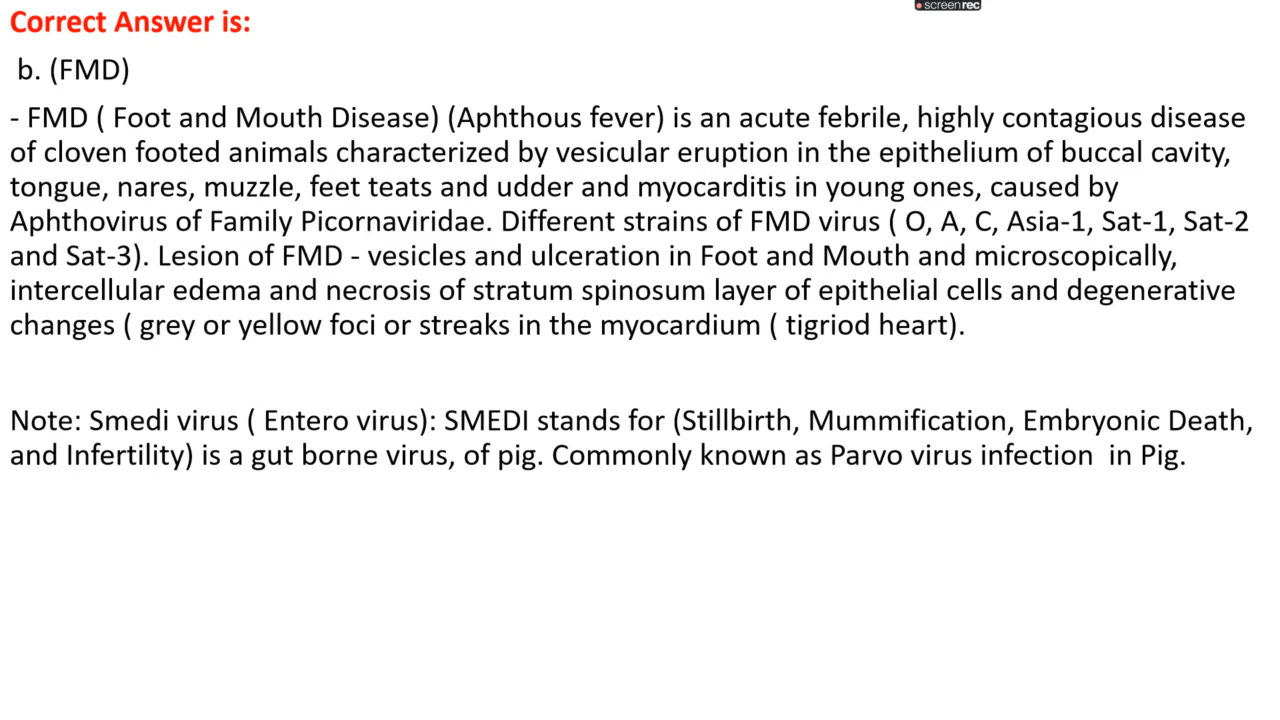 screenrec
Correct Answer is:
b. (FMD)
- FMD ( Foot and Mouth Disease) (Aphthous fever) is an acute febrile, highly contagious disease
of cloven footed animals characterized by vesicular eruption in the epithelium of buccal cavity,
tongue, nares, muzzle, feet teats and udder and myocarditis in young ones, caused by
Aphthovirus of Family Picornaviridae. Different strains of FMD virus ( O, A, C, Asia-1, Sat-1, Sat-2
and Sat-3). Lesion of FMD - vesicles and ulceration in Foot and Mouth and microscopically,
intercellular edema and necrosis of stratum spinosum layer of epithelial cells and degenerative
changes ( grey or yellow foci or streaks in the myocardium ( tigriod heart).
Note: Smedi virus ( Entero virus): SMEDI stands for (Stillbirth, Mummification, Embryonic Death,
and Infertility) is a gut borne virus, of pig. Commonly known as Parvo virus infection in Pig.